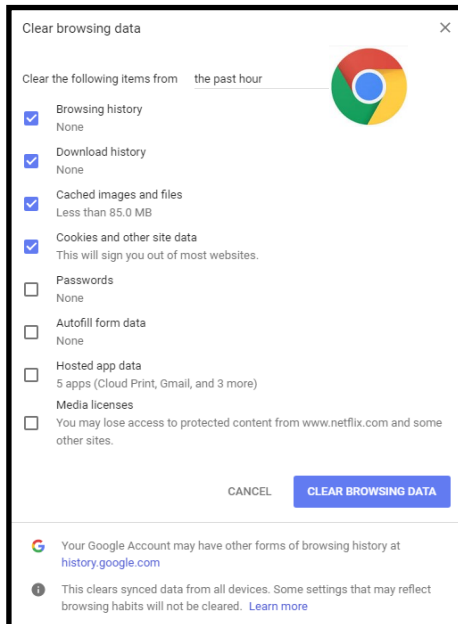 Clear browsing data
Clear the following items from the past hour
Browsing history
None
Download history
None
Cached images and files
Less than 85.0 MB
Cookies and other site data
This will sign you out of most websites.
Passwords
None
Autofill form data
None
Hosted app data
5 apps (Cloud Print, Gmail, and 3 more)
Media licenses
You may lose access to protected content from www.netflix.com and some
other sites.
CANCEL CLEAR BROWSING DATA
Your Google Account may have other forms of browsing history at
history.google.com
This clears synced data from all devices. Some settings that may reflect
browsing habits will not be cleared. Learn more